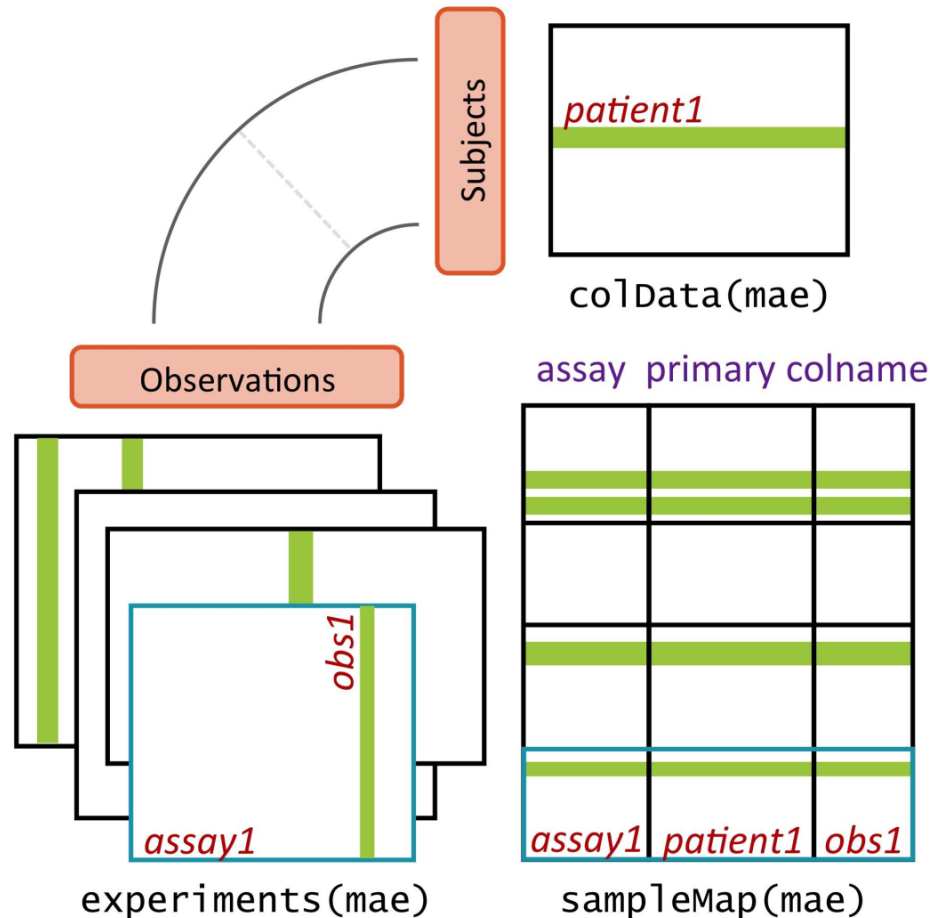 Subjects
patient1
colData(mae)
Observations
assay primary colname
obs1
assay1
assay1 patient1 obs1
experiments(mae)
sampleMap(mae)